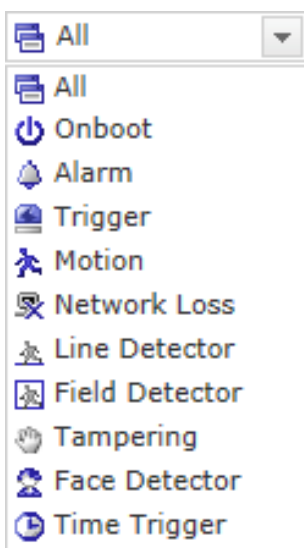 All
All
Onboot
Alarm
Trigger
Motion
Network Loss
Line Detector
Field Detector
Tampering
Face Detector
Time Trigger